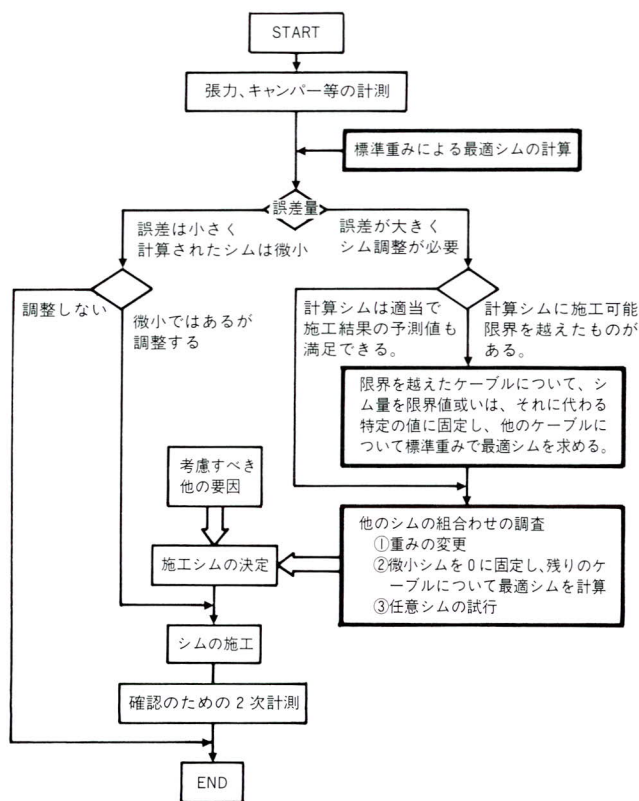 START
張力、キャンバー等の計測
標準重みによる最適シムの計算
誤差量
誤差は小さく
計算されたシムは微小
誤差が大きく
シム調整が必要
調整しない
微小ではあるが
調整する
計算シムは適当で
施工結果の予測値も
満足できる。
計算シムに施工可能
限界を越えたものが
ある。
限界を越えたケーブルについて、シ
ム量を限界値或いは、それに代わる
特定の値に固定し、他のケーブルに
ついて標準重みで最適シムを求める。
考慮すべき
他の要因
他のシムの組合わせの調査
①重みの変更
②微小シムを0に固定し、残りのケ
ーブルについて最適シムを計算
③任意シムの試行
施工シムの決定
シムの施工
確認のための2次計測
END